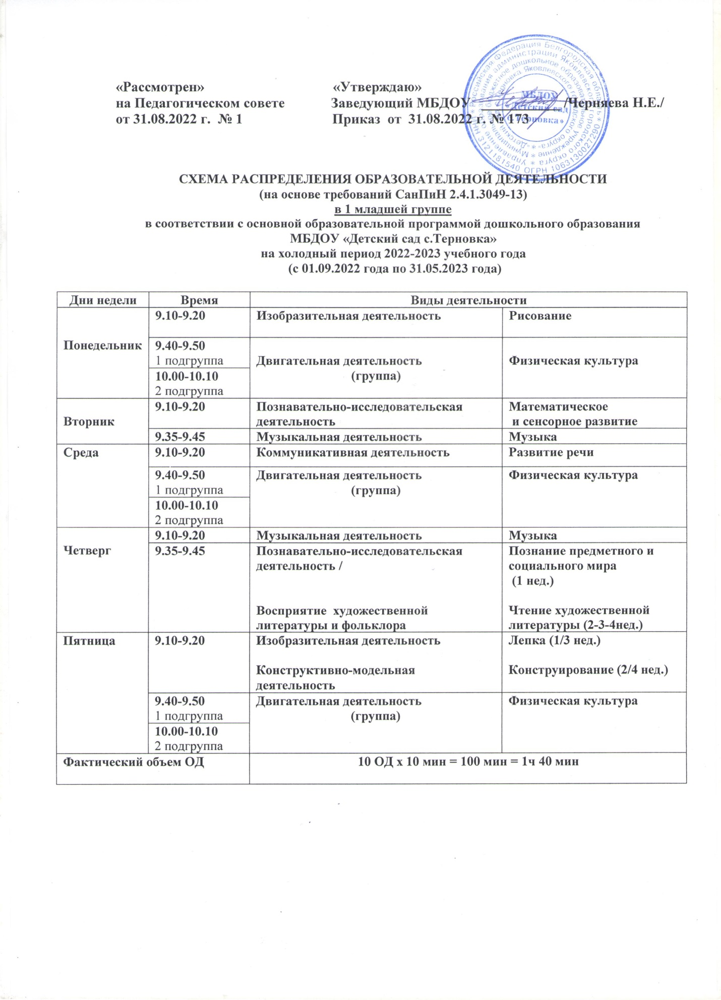 «Рассмотрен» «Утверждаю»
на Педагогическом совете Заведующий МБДОУ /Черняева Н.Е./
от 31.08.2022 г. № 1 Приказ от 31.08.2022 г. № 173
Российская Федерация Белгородская область * ИНН 3121181540 ОГРН 1063130027290 *
Управление образования администрации Яковлевского городского округа *
Муниципальное бюджетное дошкольное образовательное учреждение *
«Детский сад с. Терновка Яковлевского городского округа» *
МБДОУ
«Детский сад
с. Терновка»
СХЕМА РАСПРЕДЕЛЕНИЯ ОБРАЗОВАТЕЛЬНОЙ ДЕЯТЕЛЬНОСТИ
(на основе требований СанПиН 2.4.1.3049-13)
в 1 младшей группе
в соответствии с основной образовательной программой дошкольного образования
МБДОУ «Детский сад с.Терновка»
на холодный период 2022-2023 учебного года
(с 01.09.2022 года по 31.05.2023 года)
Дни недели Время Виды деятельности
Понедельник
9.10-9.20 Изобразительная деятельность Рисование
9.40-9.50
1 подгруппа
10.00-10.10
2 подгруппа
Двигательная деятельность
(группа)
Физическая культура
Вторник
9.10-9.20
Познавательно-исследовательская
деятельность
Математическое
и сенсорное развитие
9.35-9.45 Музыкальная деятельность Музыка
Среда
9.10-9.20 Коммуникативная деятельность Развитие речи
9.40-9.50
1 подгруппа
10.00-10.10
2 подгруппа
Двигательная деятельность
(группа)
Физическая культура
Четверг
9.10-9.20 Музыкальная деятельность Музыка
9.35-9.45
Познавательно-исследовательская
деятельность /
Восприятие художественной
литературы и фольклора
Познание предметного и
социального мира
(1 нед.)
Чтение художественной
литературы (2-3-4нед.)
Пятница
9.10-9.20
Изобразительная деятельность
Конструктивно-модельная
деятельность
Лепка (1/3 нед.)
Конструирование (2/4 нед.)
9.40-9.50
1 подгруппа
10.00-10.10
2 подгруппа
Двигательная деятельность
(группа)
Физическая культура
Фактический объем ОД 10 ОД х 10 мин = 100 мин = 1ч 40 мин